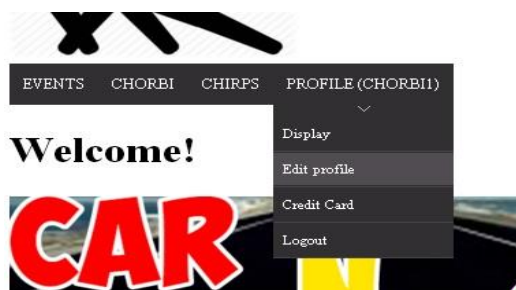 EVENTS CHORBI CHIRPS PROFILE (CHORBI1)
Display
Welcome!
Edit profile
Credit Card
CAR N
Logout